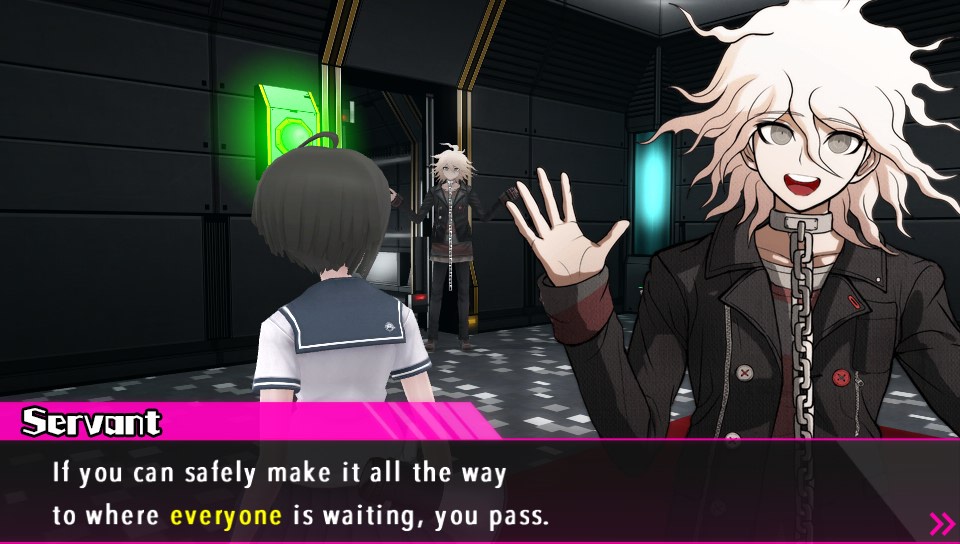 Servant
If you can safely make it all the way
to where everyone is waiting, you pass.